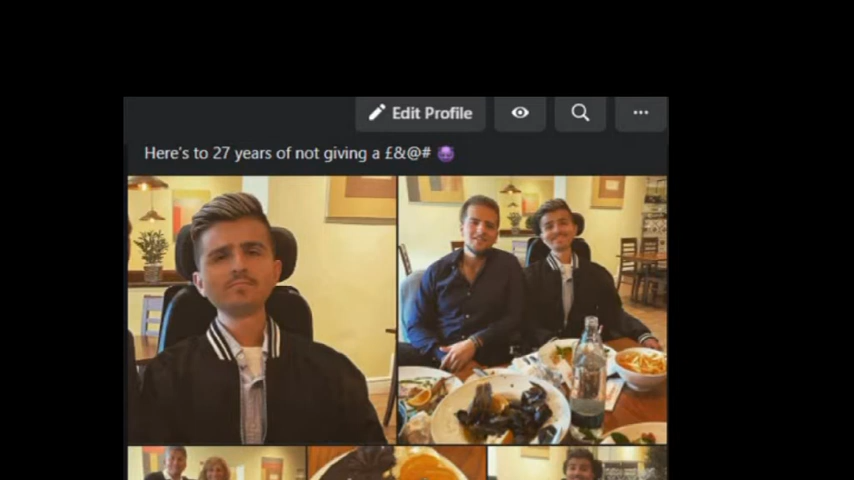 Edit Profile
Here's to 27 years of not giving a £&@# 😈